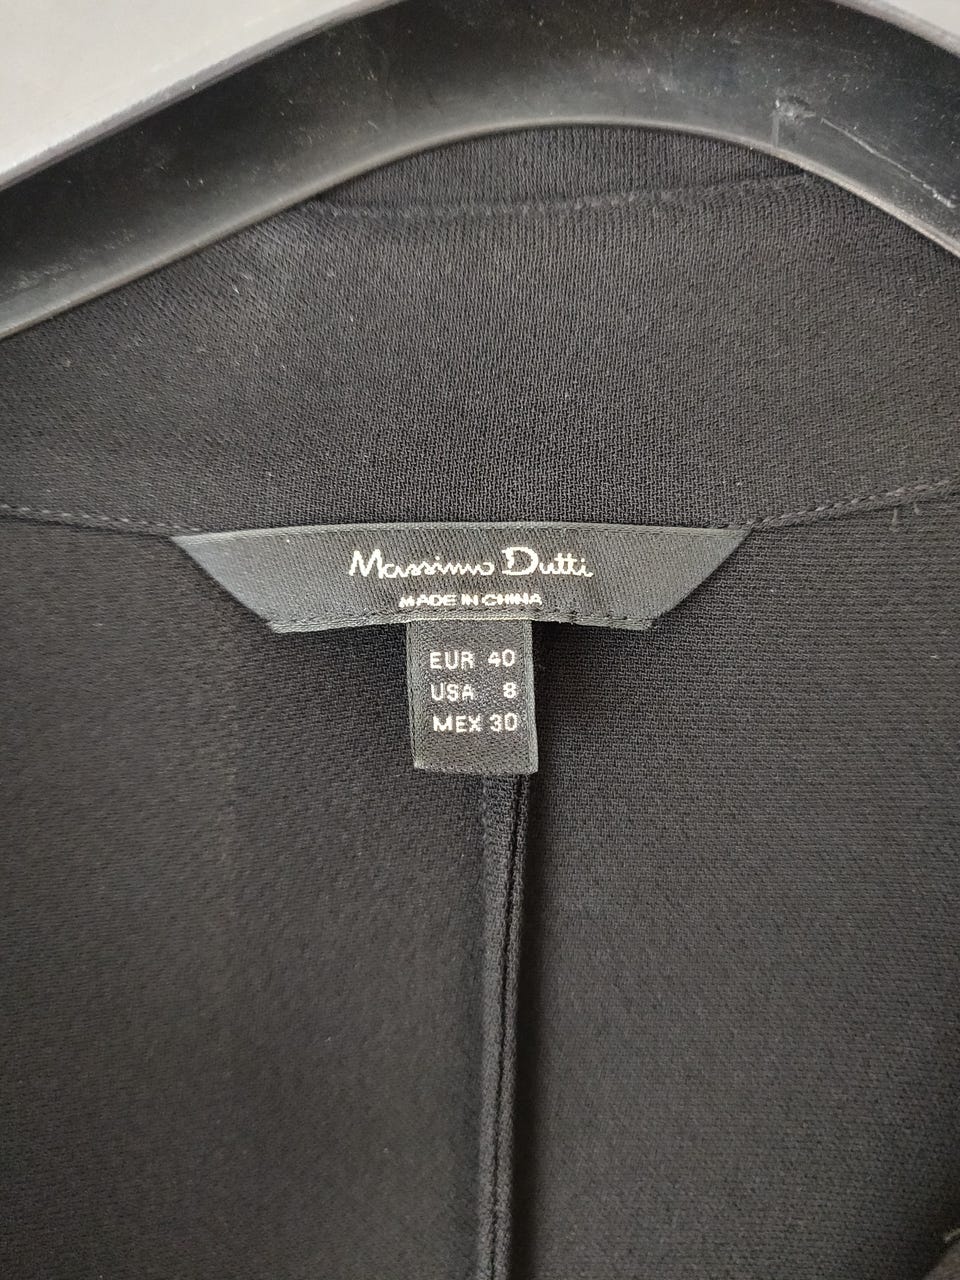 Massimo Dutti
MADE IN CHINA
EUR 40
USA 8
MEX 30